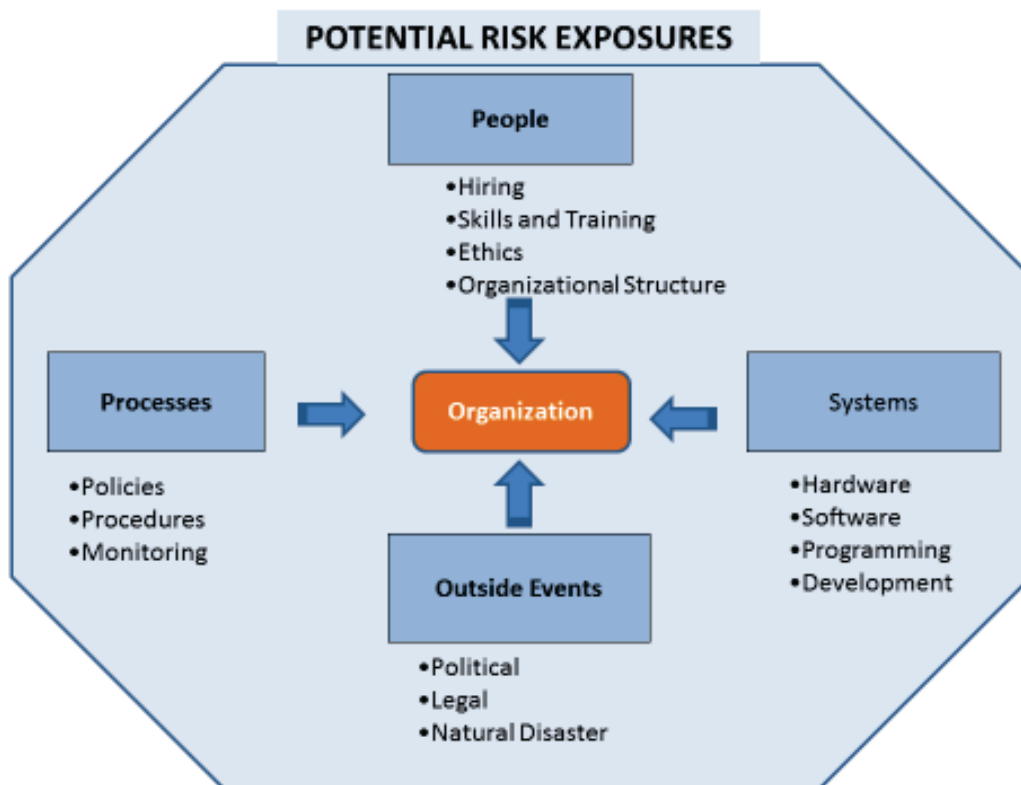 POTENTIAL RISK EXPOSURES
People
•Hiring
•Skills and Training
•Ethics
•Organizational Structure
Processes
•Policies
•Procedures
•Monitoring
Organization
Systems
•Hardware
•Software
•Programming
•Development
Outside Events
•Political
•Legal
•Natural Disaster